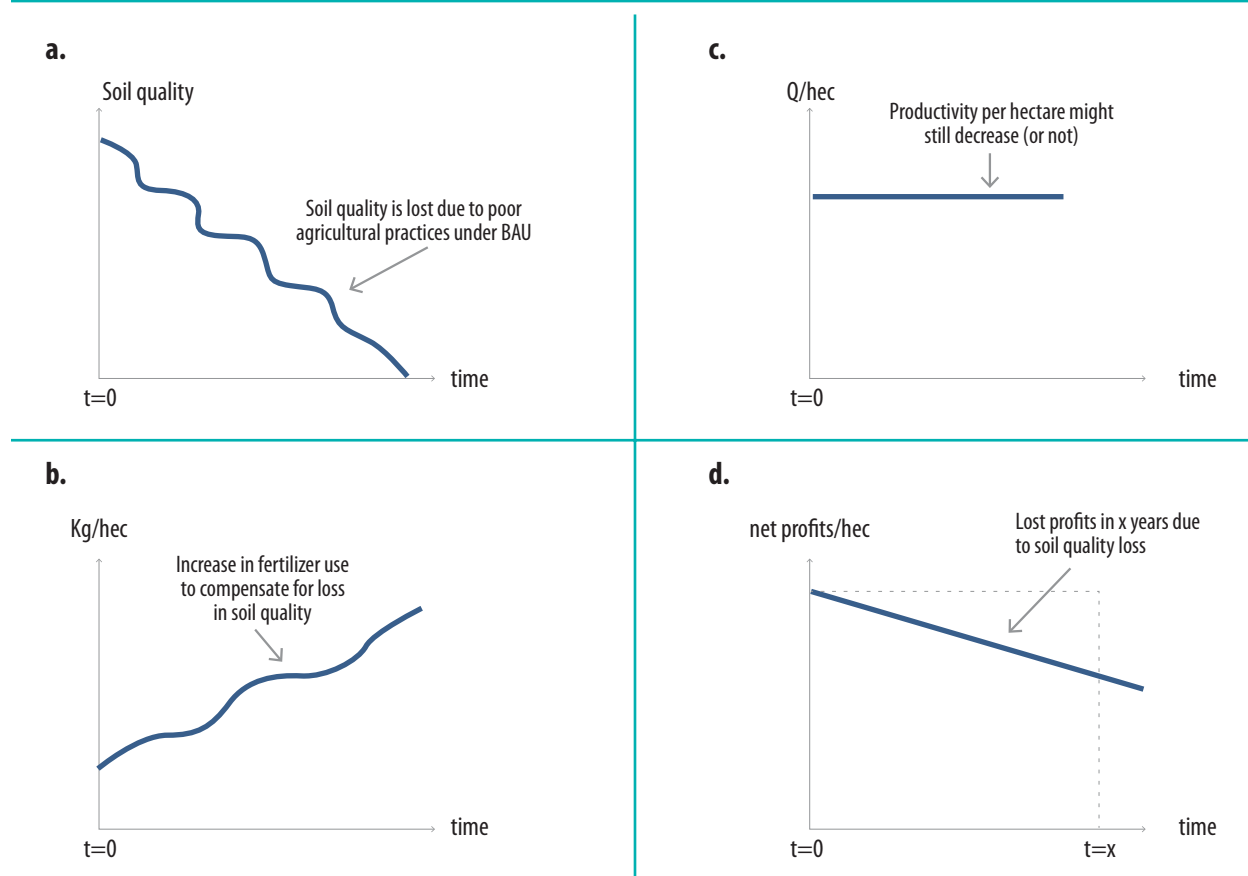 a.
Soil quality
Soil quality is lost due to poor
agricultural practices under BAU
time
t=0
c.
Q/hec
Productivity per hectare might
still decrease (or not)
time
t=0
b.
Kg/hec
Increase in fertilizer use
to compensate for loss
in soil quality
time
t=0
d.
net profits/hec
Lost profits in x years due
to soil quality loss
time
t=0
t=x